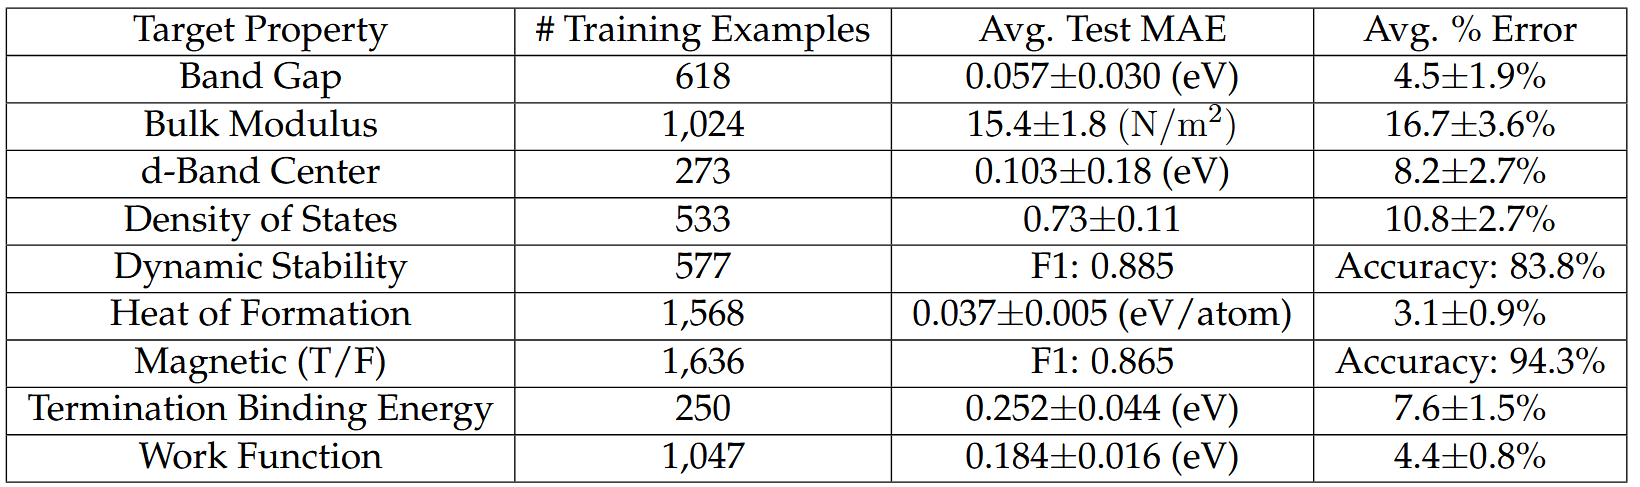 Target Property # Training Examples Avg. Test MAE Avg. % Error
Band Gap 618 0.057±0.030 (eV) 4.5±1.9%
Bulk Modulus 1,024 15.4±1.8 (N/m²) 16.7±3.6%
d-Band Center 273 0.103±0.18 (eV) 8.2±2.7%
Density of States 533 0.73±0.11 10.8±2.7%
Dynamic Stability 577 F1: 0.885 Accuracy: 83.8%
Heat of Formation 1,568 0.037±0.005 (eV/atom) 3.1±0.9%
Magnetic (T/F) 1,636 F1: 0.865 Accuracy: 94.3%
Termination Binding Energy 250 0.252±0.044 (eV) 7.6±1.5%
Work Function 1,047 0.184±0.016 (eV) 4.4±0.8%